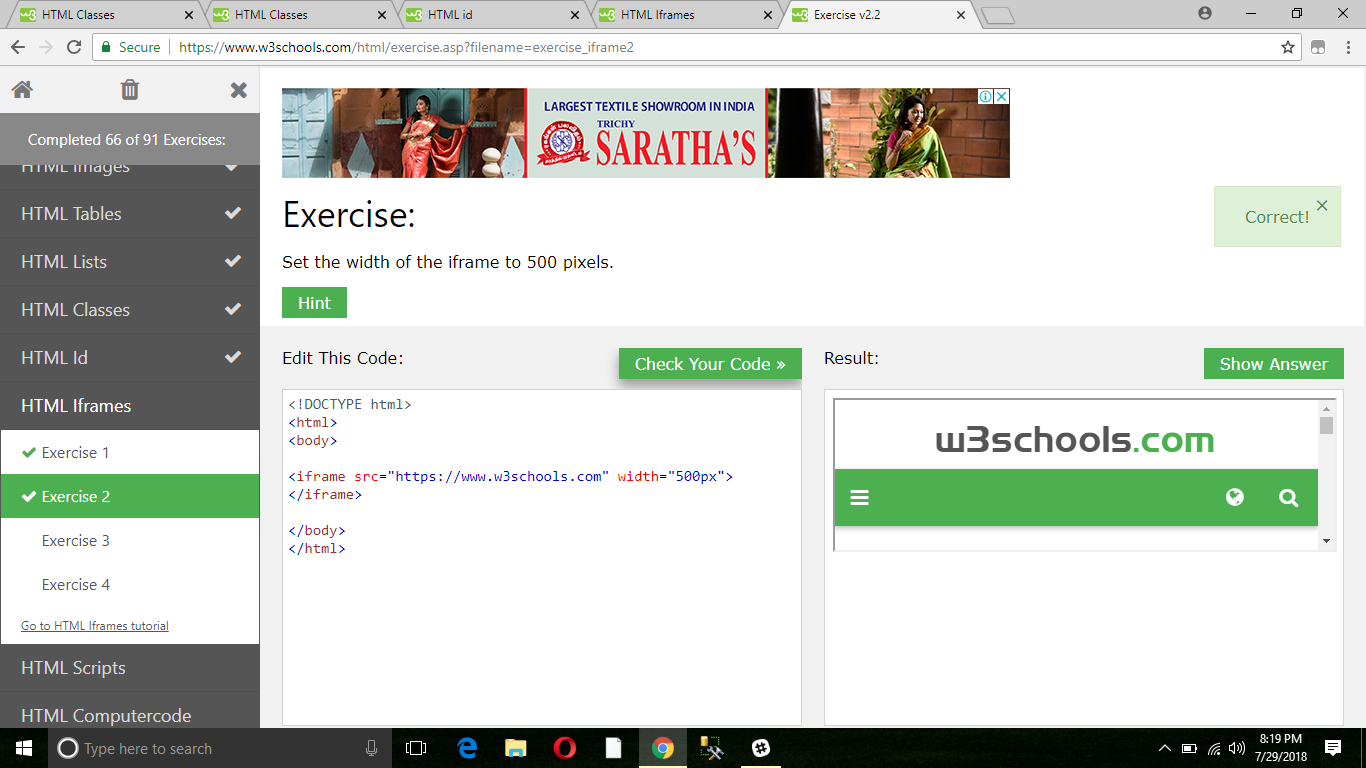 HTML Classes
HTML Classes
HTML id
HTML Iframes
Exercise v2.2
Secure
https://www.w3schools.com/html/exercise.asp?filename=exercise_iframe2
Completed 66 of 91 Exercises:
HTML Images
HTML Tables
HTML Lists
HTML Classes
HTML Id
HTML Iframes
Exercise 1
Exercise 2
Exercise 3
Exercise 4
Go to HTML Iframes tutorial
HTML Scripts
HTML Computercode
LARGEST TEXTILE SHOWROOM IN INDIA
TRICHY
SARATHA'S
Exercise:
Correct!
Set the width of the iframe to 500 pixels.
Hint
Edit This Code:
Check Your Code »
<!DOCTYPE html>
<html>
<body>
<iframe src="https://www.w3schools.com" width="500px">
</iframe>
</body>
</html>
Result:
Show Answer
w3schools.com
Type here to search
8:19 PM
7/29/2018